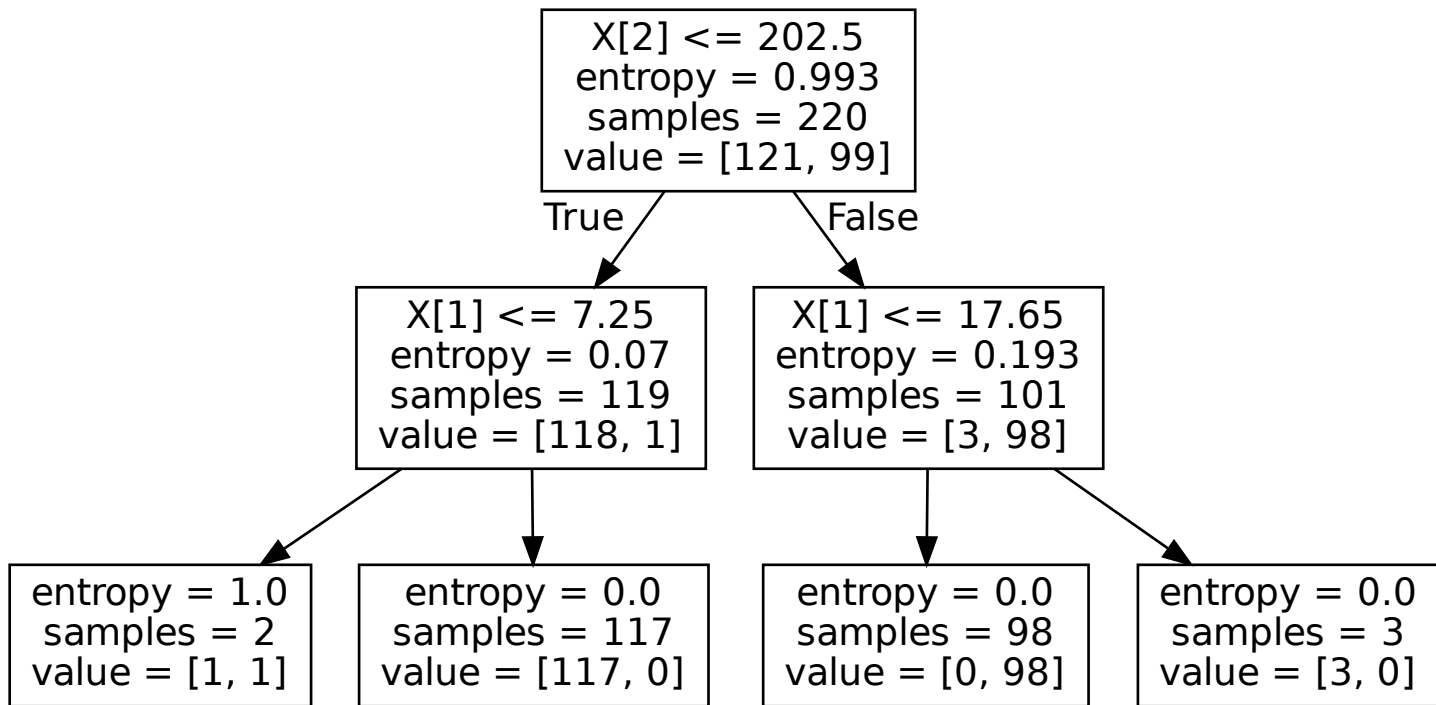 X[2] <= 202.5
entropy = 0.993
samples = 220
value = [121, 99]
True
False
X[1] <= 7.25
entropy = 0.07
samples = 119
value = [118, 1]
X[1] <= 17.65
entropy = 0.193
samples = 101
value = [3, 98]
entropy = 1.0
samples = 2
value = [1, 1]
entropy = 0.0
samples = 117
value = [117, 0]
entropy = 0.0
samples = 98
value = [0, 98]
entropy = 0.0
samples = 3
value = [3, 0]